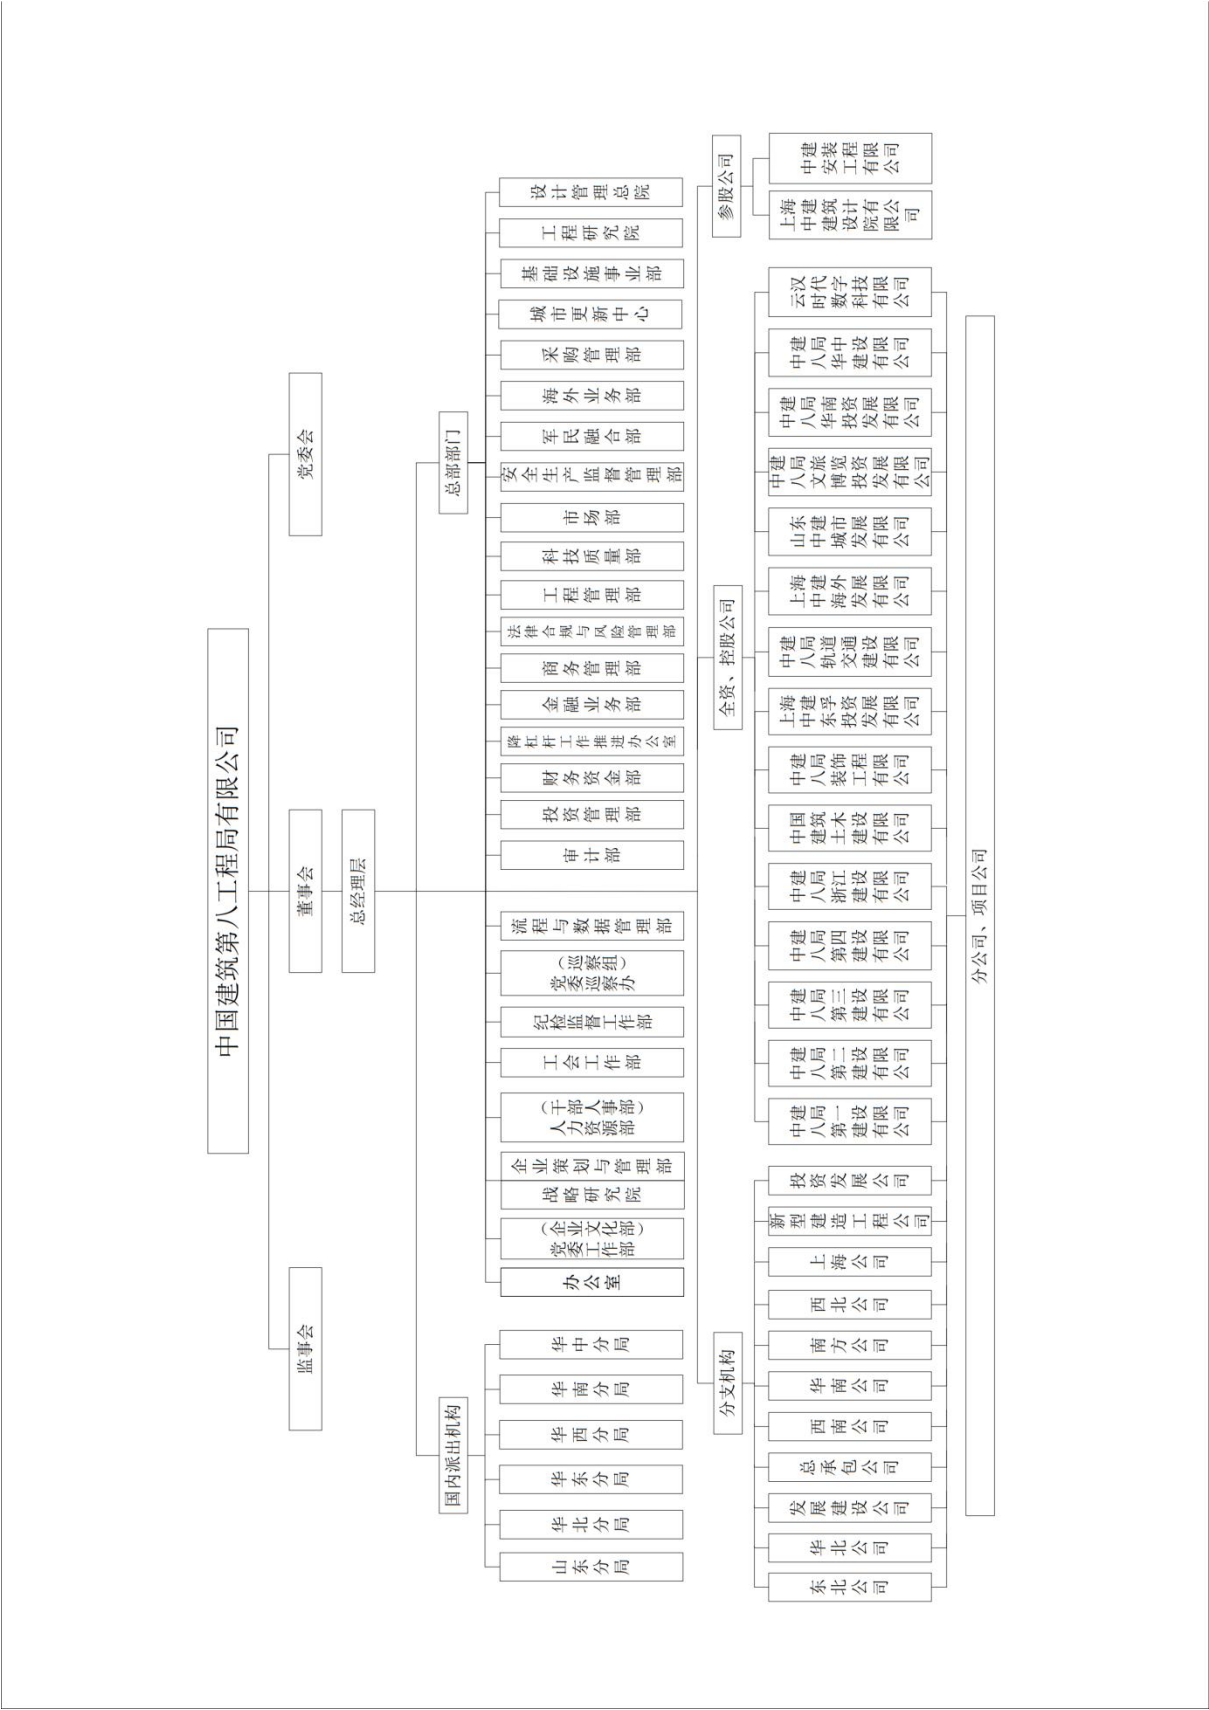 中国建筑第八工程局有限公司
监事会
董事会
党委会
总经理层
国内派出机构
总部部门
山东分局
华北分局
华东分局
华西分局
华南分局
华中分局
办公室
党委工作部
（企业文化部）
战略研究院
企业策划与管理部
人力资源部
（干部人事部）
工会工作部
纪检监督工作部
党委巡察办
（巡察组）
流程与数据管理部
审计部
投资管理部
财务资金部
降杠杆工作推进办公室
金融业务部
商务管理部
法律合规与风险管理部
工程管理部
科技质量部
市场部
安全生产监督管理部
军民融合部
海外业务部
采购管理部
城市更新中心
基础设施事业部
工程研究院
设计管理总院
分支机构
全资、控股公司
参股公司
东北公司
华北公司
发展建设公司
总承包公司
西南公司
华南公司
南方公司
西北公司
上海公司
新型建造工程公司
投资发展公司
中建
八局
第一
建设
有限
公司
中建
八局
第二
建设
有限
公司
中建
八局
第三
建设
有限
公司
中建
八局
第四
建设
有限
公司
中建
八局
浙江
建设
有限
公司
中国
建筑
土木
建设
有限
公司
中建
八局
装饰
工程
有限
公司
上海
中建
东孚
投资
发展
有限
公司
中建
八局
轨道
交通
建设
有限
公司
上海
中建
海外
发展
有限
公司
山东
中建
城市
发展
有限
公司
中建
八局
文旅
博览
投资
发展
有限
公司
中建
八局
华南
投资
发展
有限
公司
中建
八局
华中
建设
有限
公司
云汉
时代
数字
科技
有限
公司
上海
中建
建筑
设计
院有
限公
司
中建
安装
工程
有限
公司
分公司、项目公司